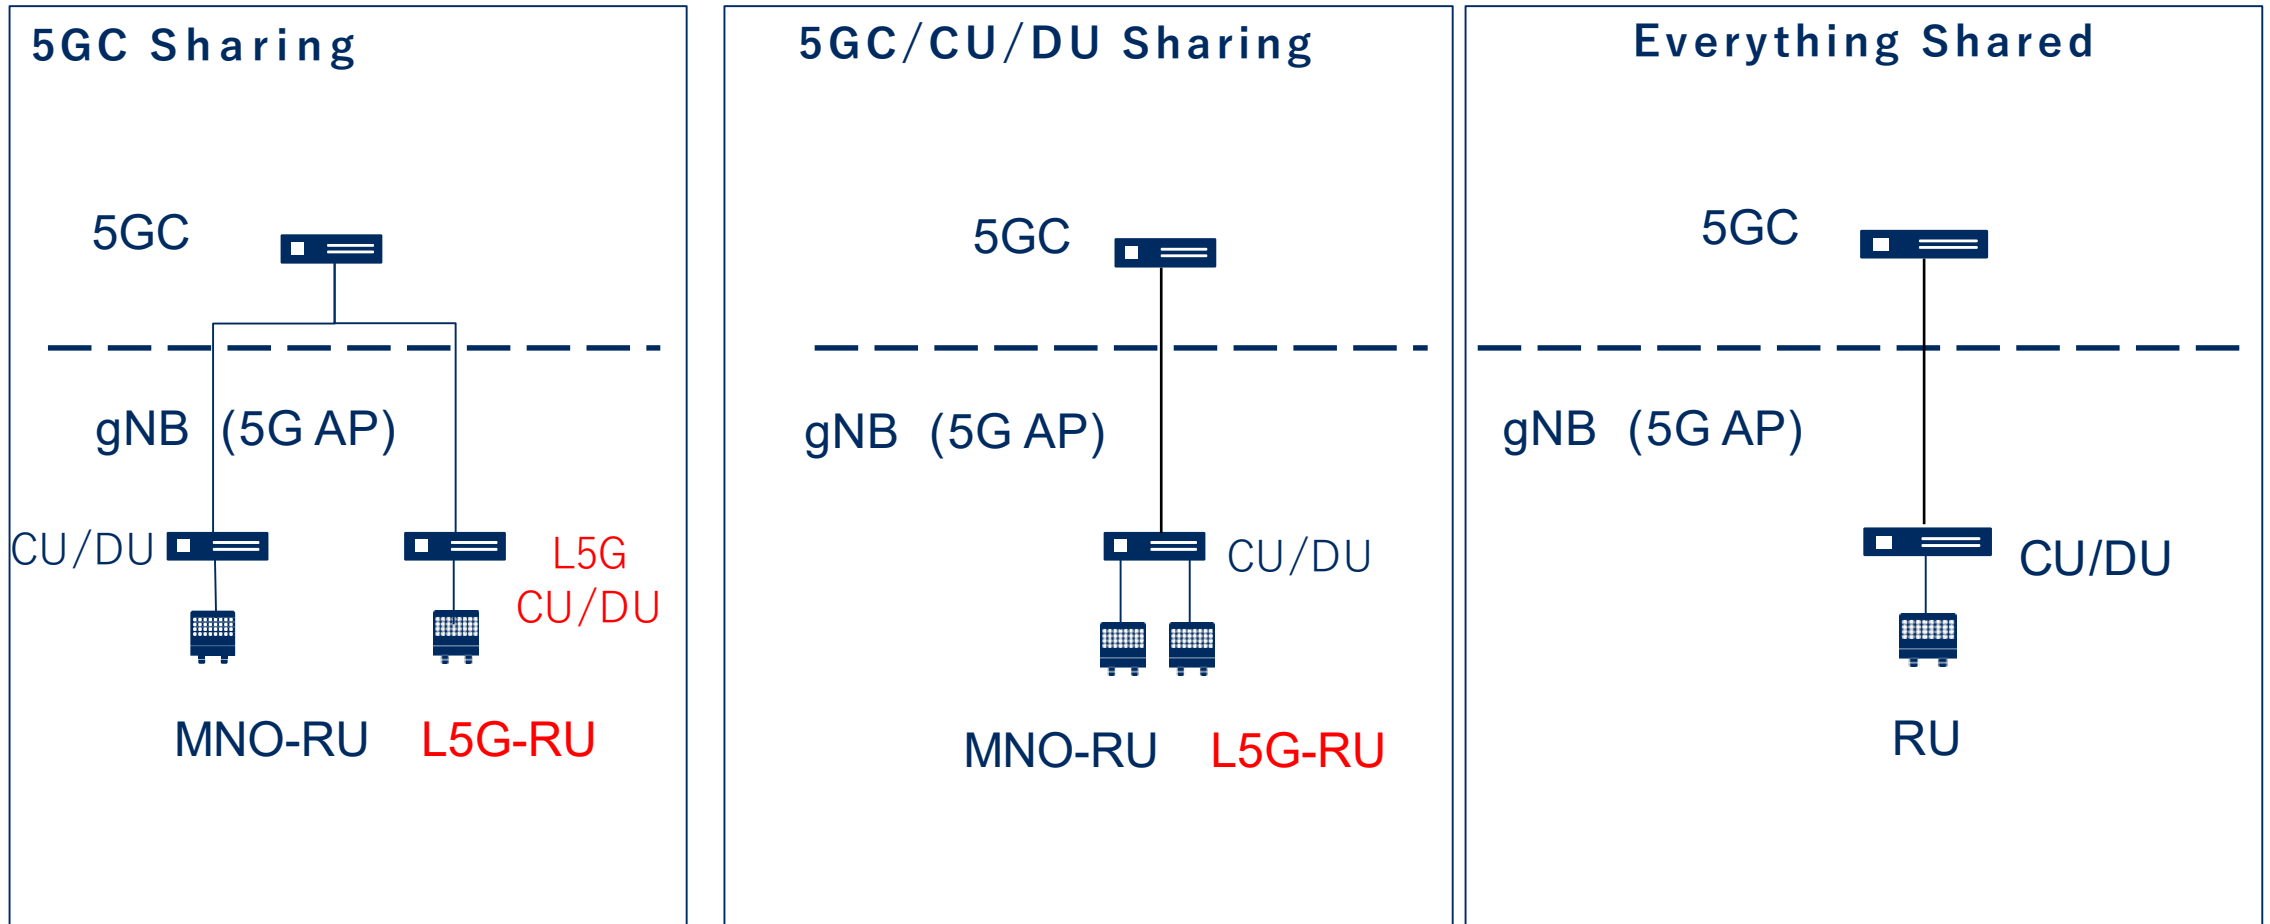 5GC Sharing
5GC
gNB (5G AP)
CU/DU
L5G
CU/DU
MNO-RU
L5G-RU
5GC/CU/DU Sharing
5GC
gNB (5G AP)
CU/DU
MNO-RU
L5G-RU
Everything Shared
5GC
gNB (5G AP)
CU/DU
RU